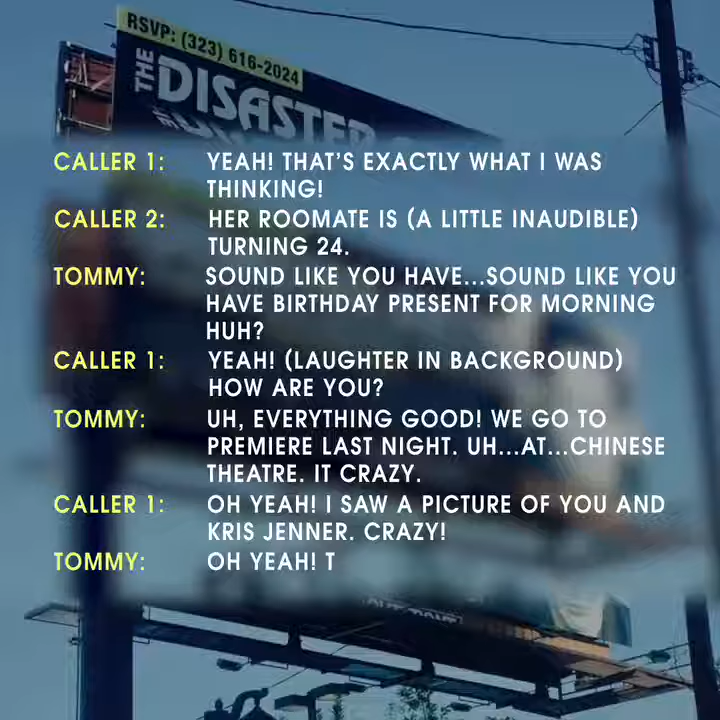 RSVP: (323) 616-2024
THE
DISASTER
CALLER 1: YEAH! THAT'S EXACTLY WHAT I WAS
THINKING!
CALLER 2: HER ROOMATE IS (A LITTLE INAUDIBLE)
TURNING 24.
TOMMY: SOUND LIKE YOU HAVE...SOUND LIKE YOU
HAVE BIRTHDAY PRESENT FOR MORNING
HUH?
CALLER 1: YEAH! (LAUGHTER IN BACKGROUND)
HOW ARE YOU?
TOMMY: UH, EVERYTHING GOOD! WE GO TO
PREMIERE LAST NIGHT. UH...AT...CHINESE
THEATRE. IT CRAZY.
CALLER 1: OH YEAH! I SAW A PICTURE OF YOU AND
KRIS JENNER. CRAZY!
TOMMY: OH YEAH! T